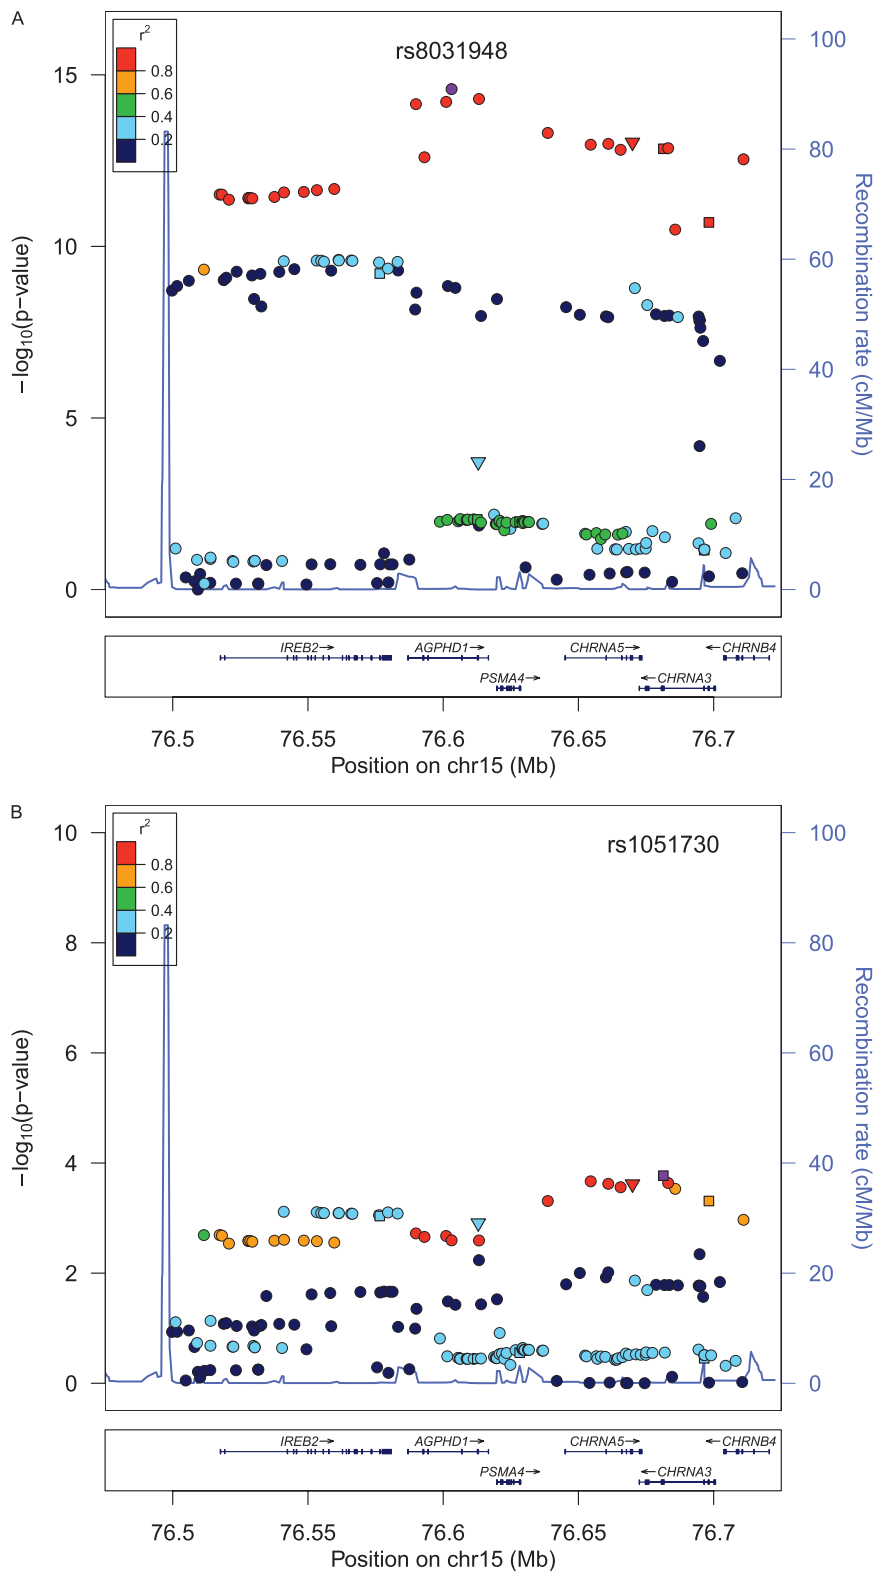 A
r2
0.8
0.6
0.4
0.2
rs8031948
15
10
5
0
−log10(p−value)
100
80
60
40
20
0
Recombination rate (cM/Mb)
IREB2→
AGPHD1→
CHRNA5→
←CHRNB4
PSMA4→
←CHRNA3
76.5 76.55 76.6 76.65 76.7
Position on chr15 (Mb)
B
r2
0.8
0.6
0.4
0.2
rs1051730
10
8
6
4
2
0
−log10(p−value)
100
80
60
40
20
0
Recombination rate (cM/Mb)
IREB2→
AGPHD1→
CHRNA5→
←CHRNB4
PSMA4→
←CHRNA3
76.5 76.55 76.6 76.65 76.7
Position on chr15 (Mb)